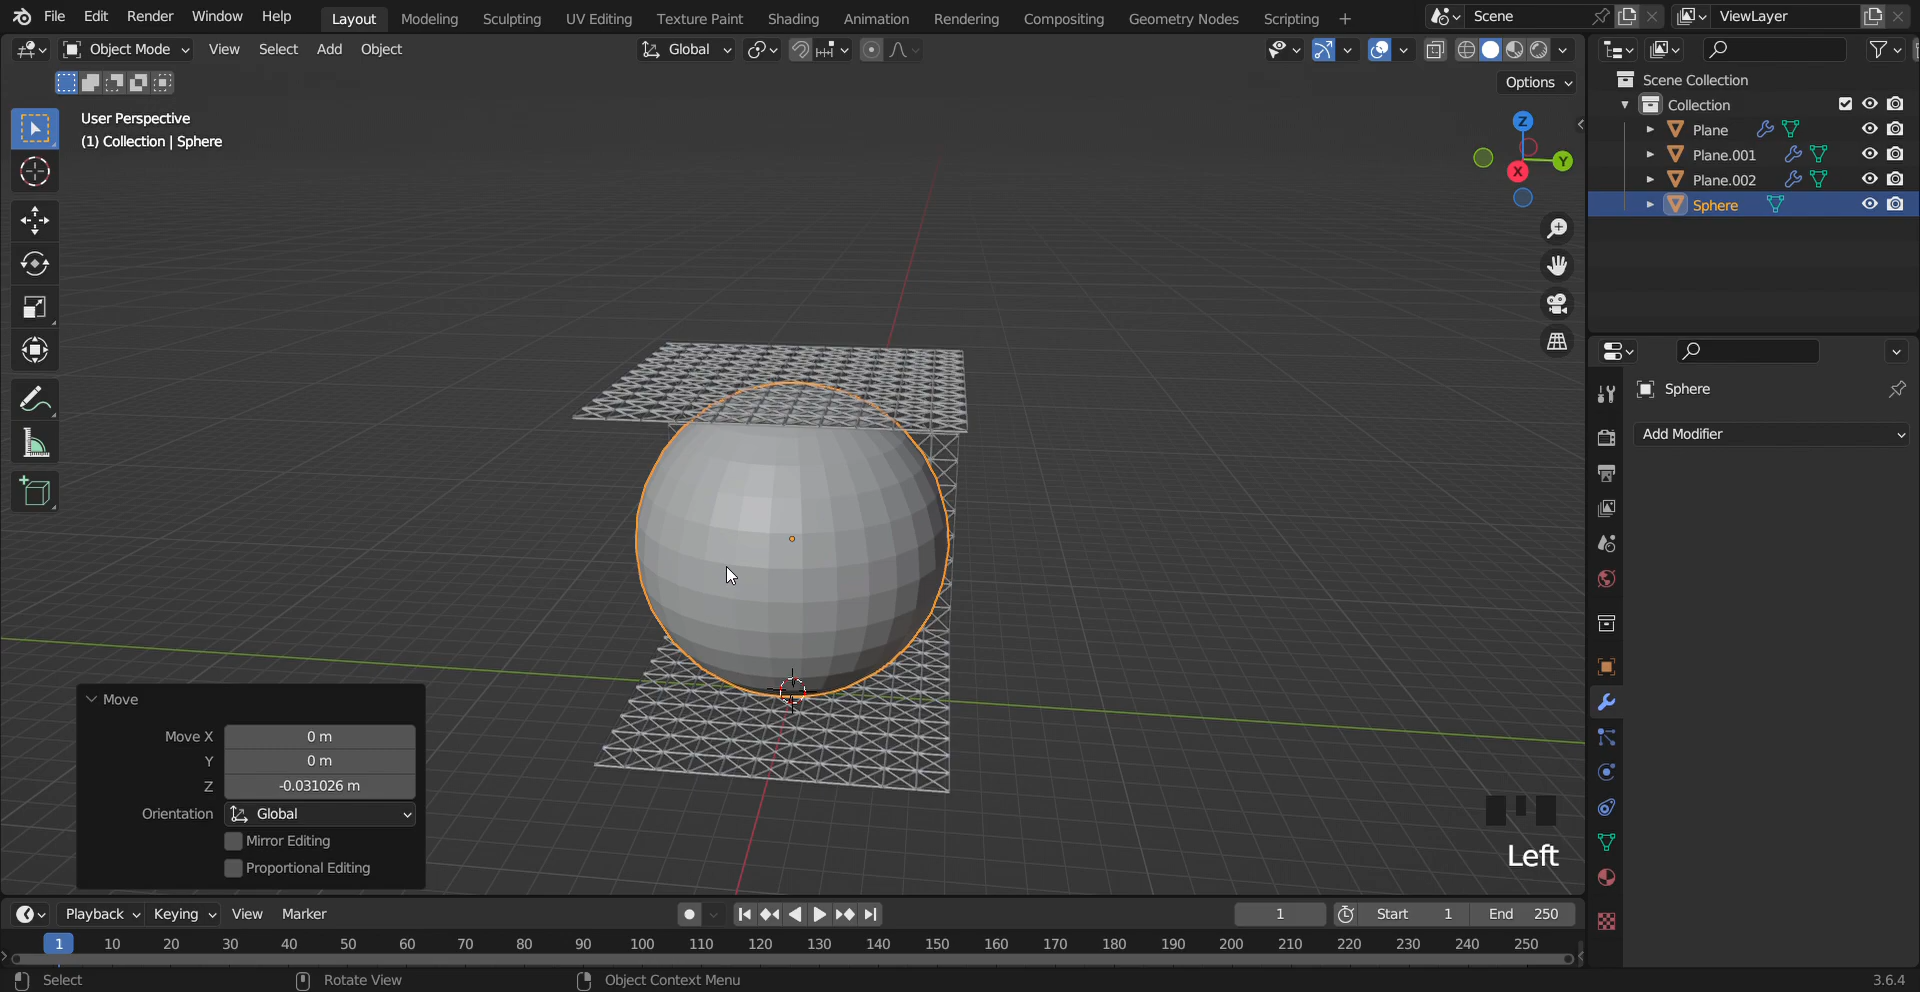 File Edit Render Window Help Layout Modeling Sculpting UV Editing Texture Paint Shading Animation Rendering Compositing Geometry Nodes Scripting + Scene ViewLayer
Object Mode View Select Add Object Global
Options
User Perspective
(1) Collection | Sphere
Z
Y
X
Scene Collection
Collection
Plane
Plane.001
Plane.002
Sphere
Sphere
Add Modifier
Move
Move X 0 m
Y 0 m
Z -0.031026 m
Orientation Global
Mirror Editing
Proportional Editing
Left
Playback Keying View Marker 1 Start 1 End 250
1 10 20 30 40 50 60 70 80 90 100 110 120 130 140 150 160 170 180 190 200 210 220 230 240 250
Select Rotate View Object Context Menu 3.6.4